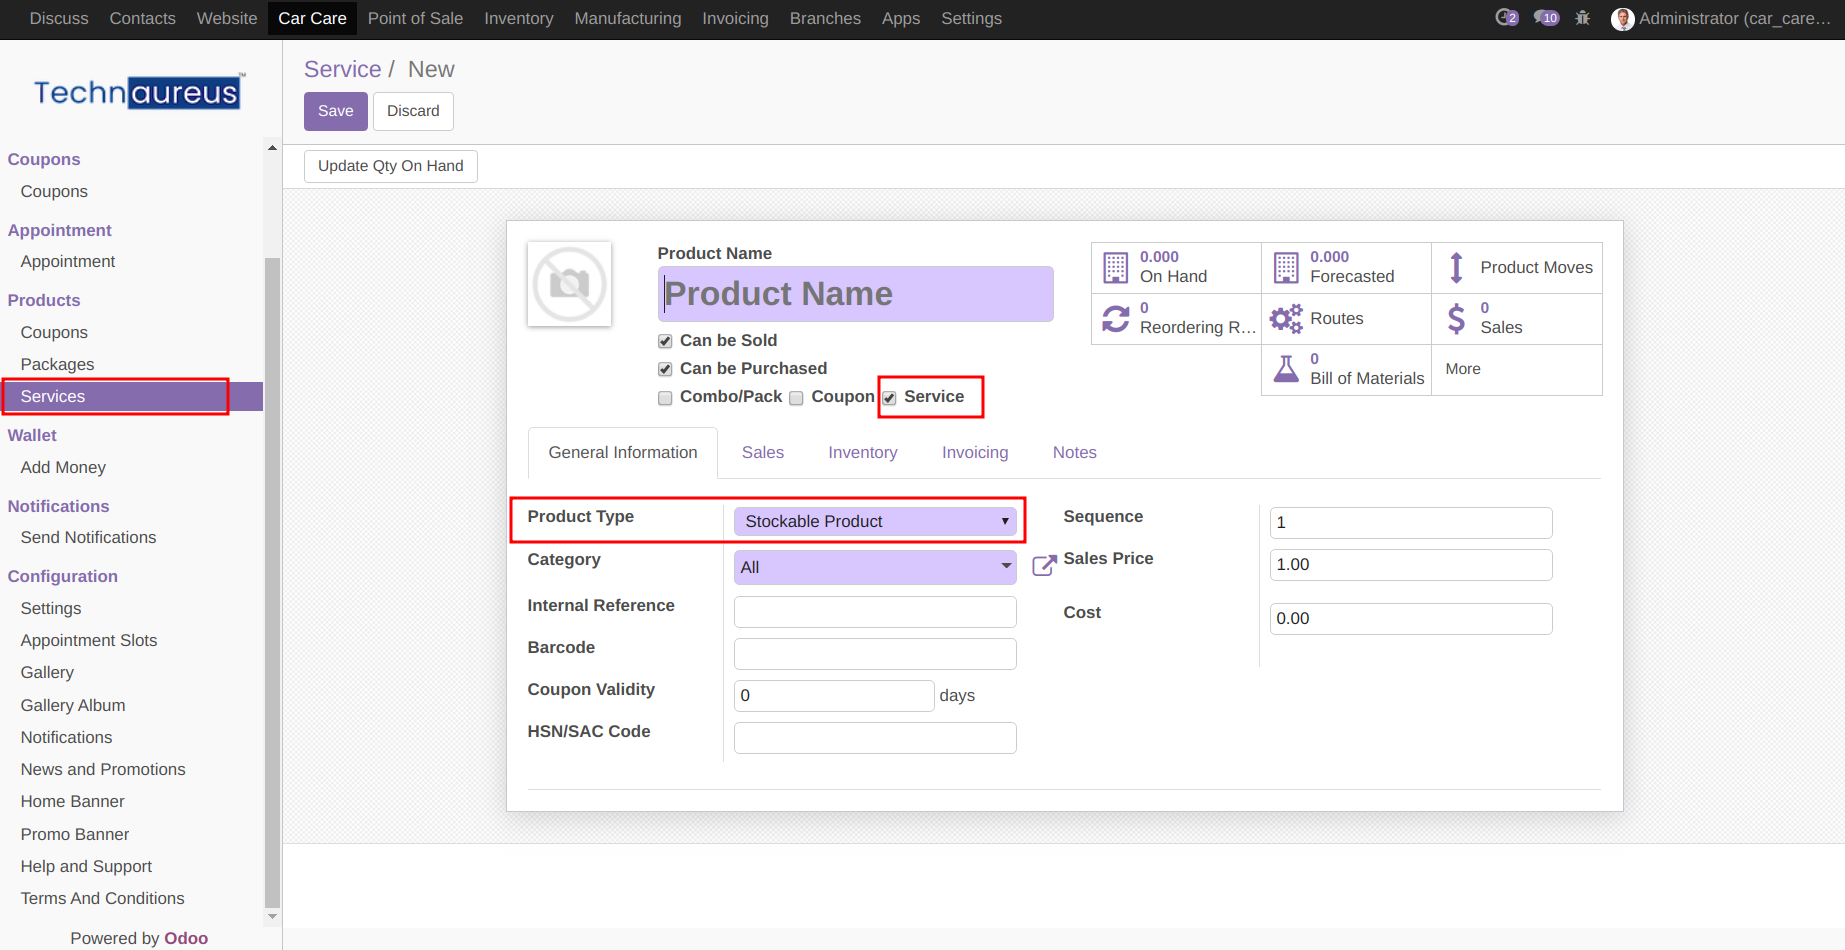 Discuss Contacts Website Car Care Point of Sale Inventory Manufacturing Invoicing Branches Apps Settings 2 10 Administrator (car_care...
Technaureus™
Coupons
Coupons
Appointment
Appointment
Products
Coupons
Packages
Services
Wallet
Add Money
Notifications
Send Notifications
Configuration
Settings
Appointment Slots
Gallery
Gallery Album
Notifications
News and Promotions
Home Banner
Promo Banner
Help and Support
Terms And Conditions
Powered by Odoo
Service / New
Save Discard
Update Qty On Hand
Product Name
Product Name
Can be Sold
Can be Purchased
Combo/Pack Coupon Service
0.000
On Hand
0.000
Forecasted
Product Moves
0
Reordering R...
Routes
0
Sales
0
Bill of Materials
More
General Information Sales Inventory Invoicing Notes
Product Type Stockable Product
Category All
Internal Reference
Barcode
Coupon Validity 0 days
HSN/SAC Code
Sequence 1
Sales Price 1.00
Cost 0.00